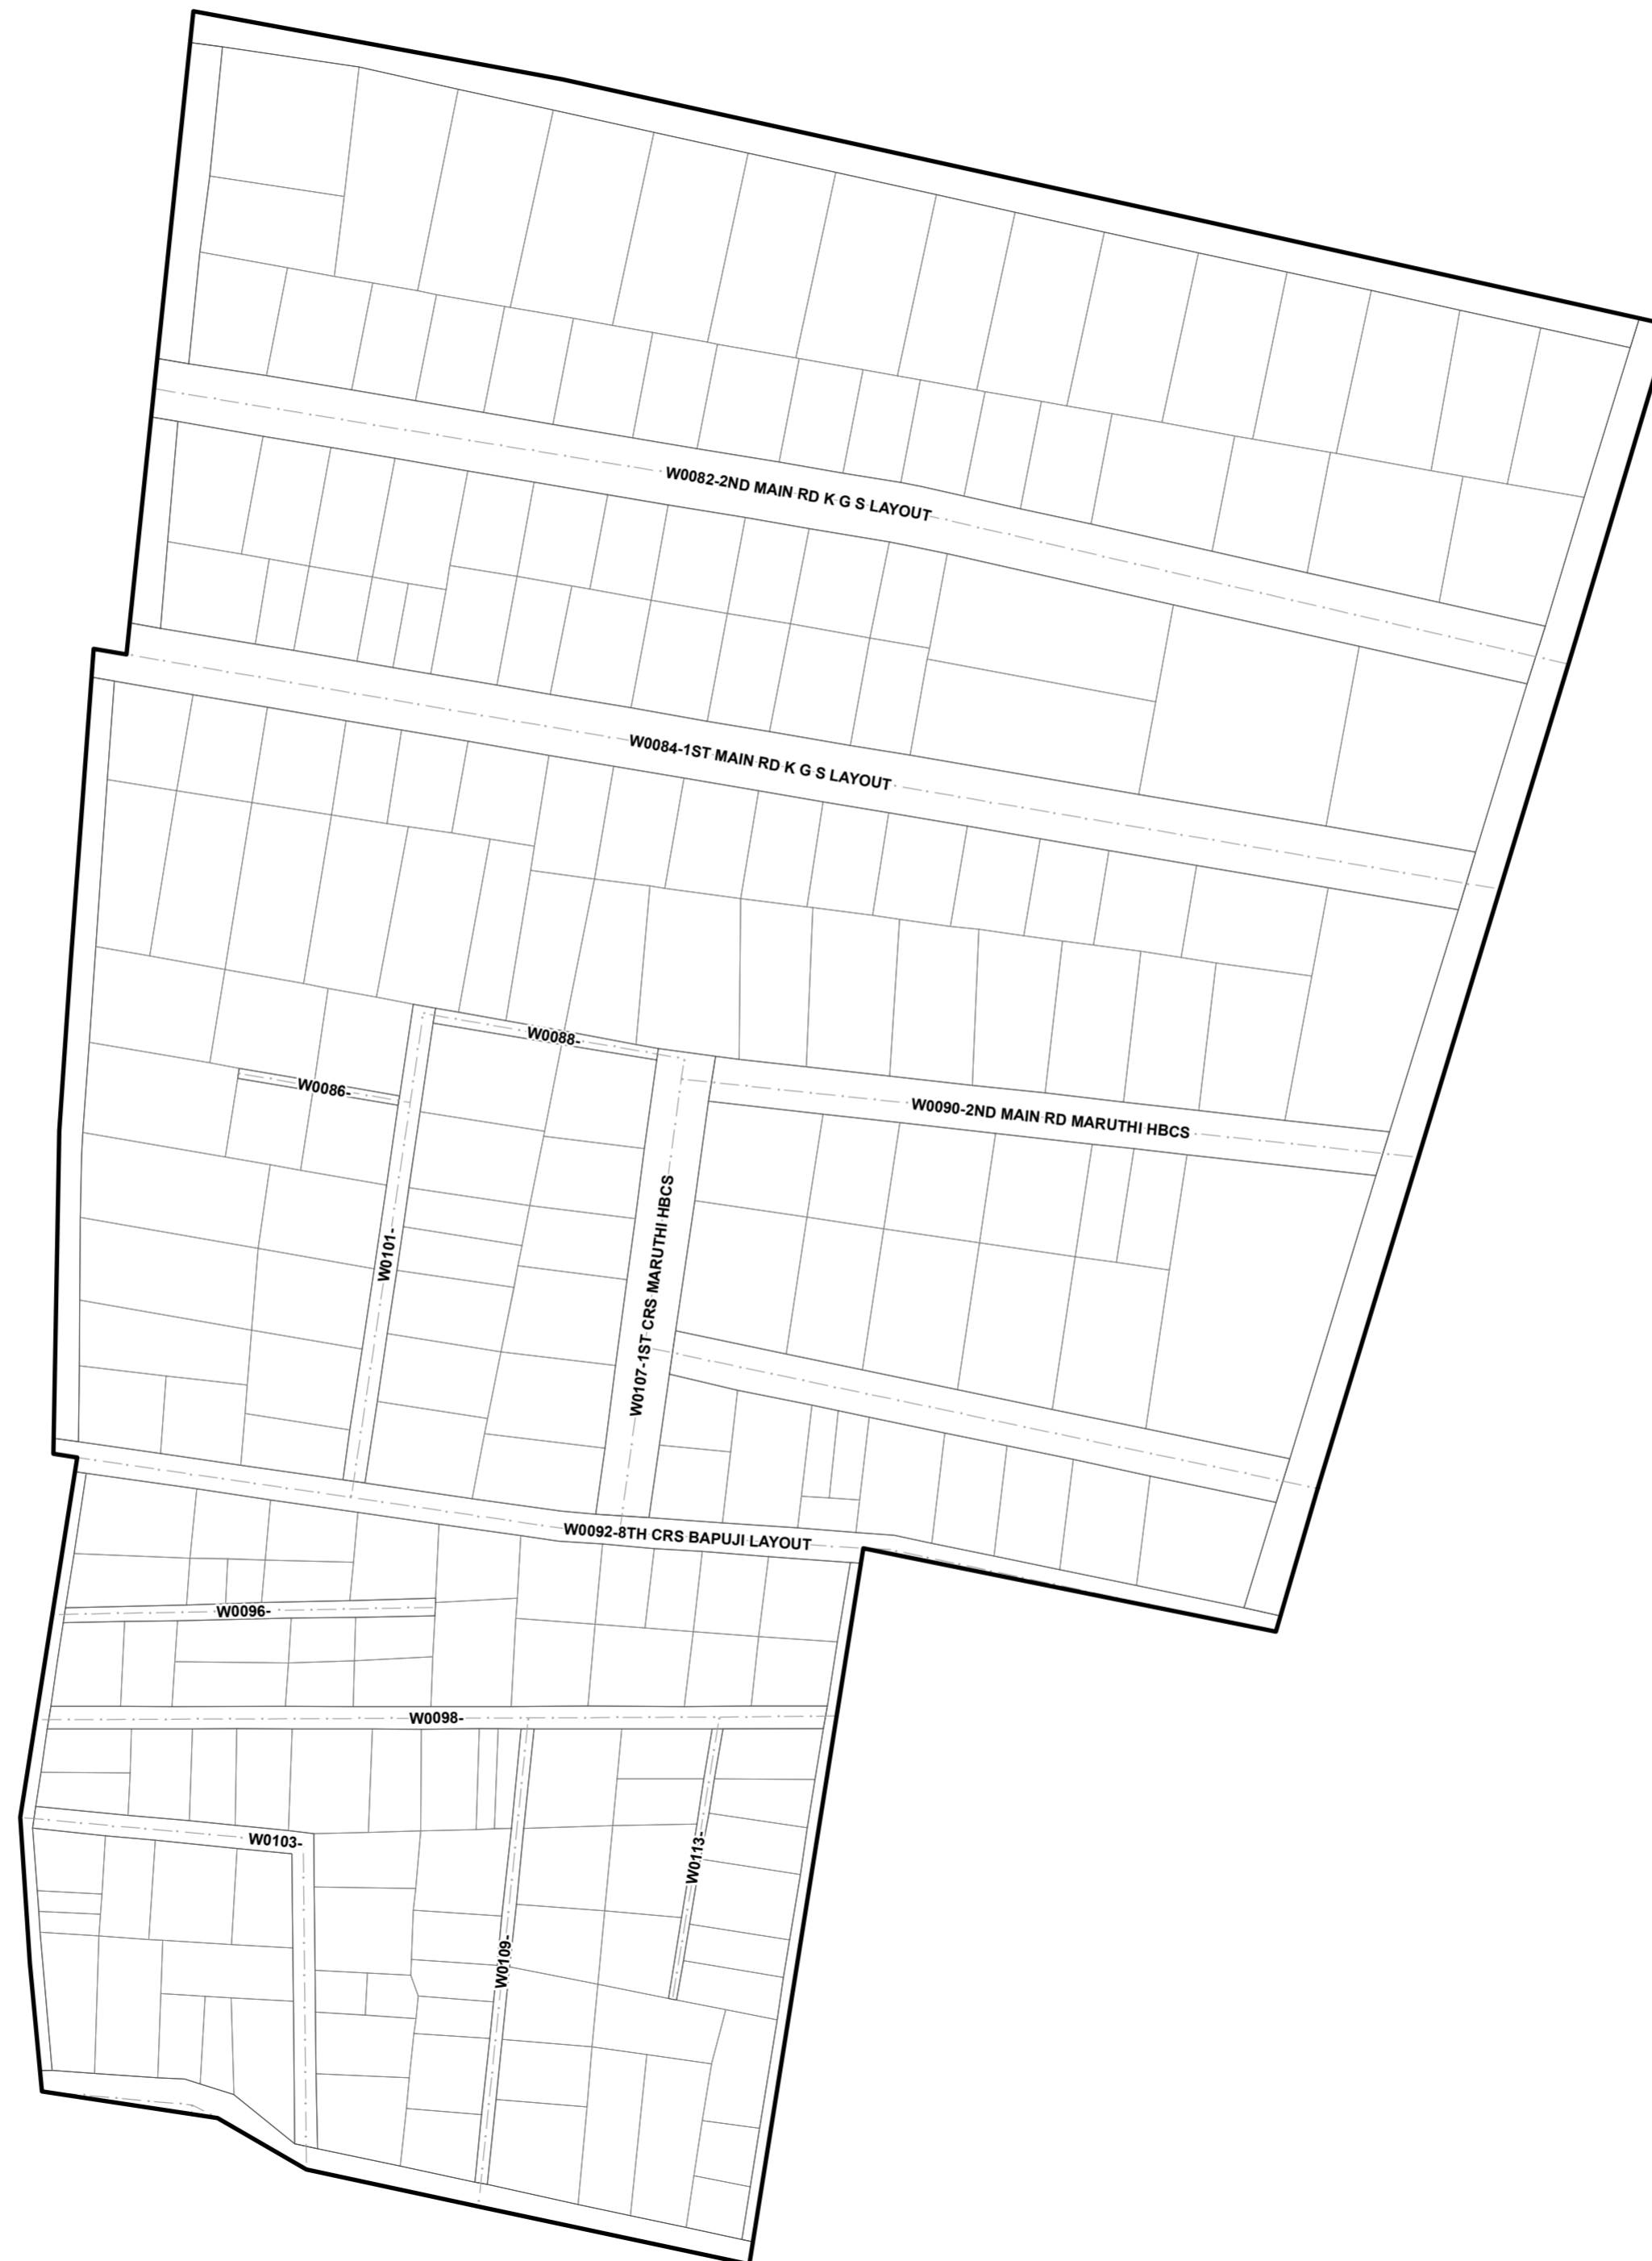 W0082-2ND MAIN RD K G S LAYOUT
W0084-1ST MAIN RD K G S LAYOUT
W0088-
W0086-
W0090-2ND MAIN RD MARUTHI HBCS
W0101-
W0107-1ST CRS MARUTHI HBCS
W0092-8TH CRS BAPUJI LAYOUT
W0096-
W0098-
W0103-
W0113-
W0109-